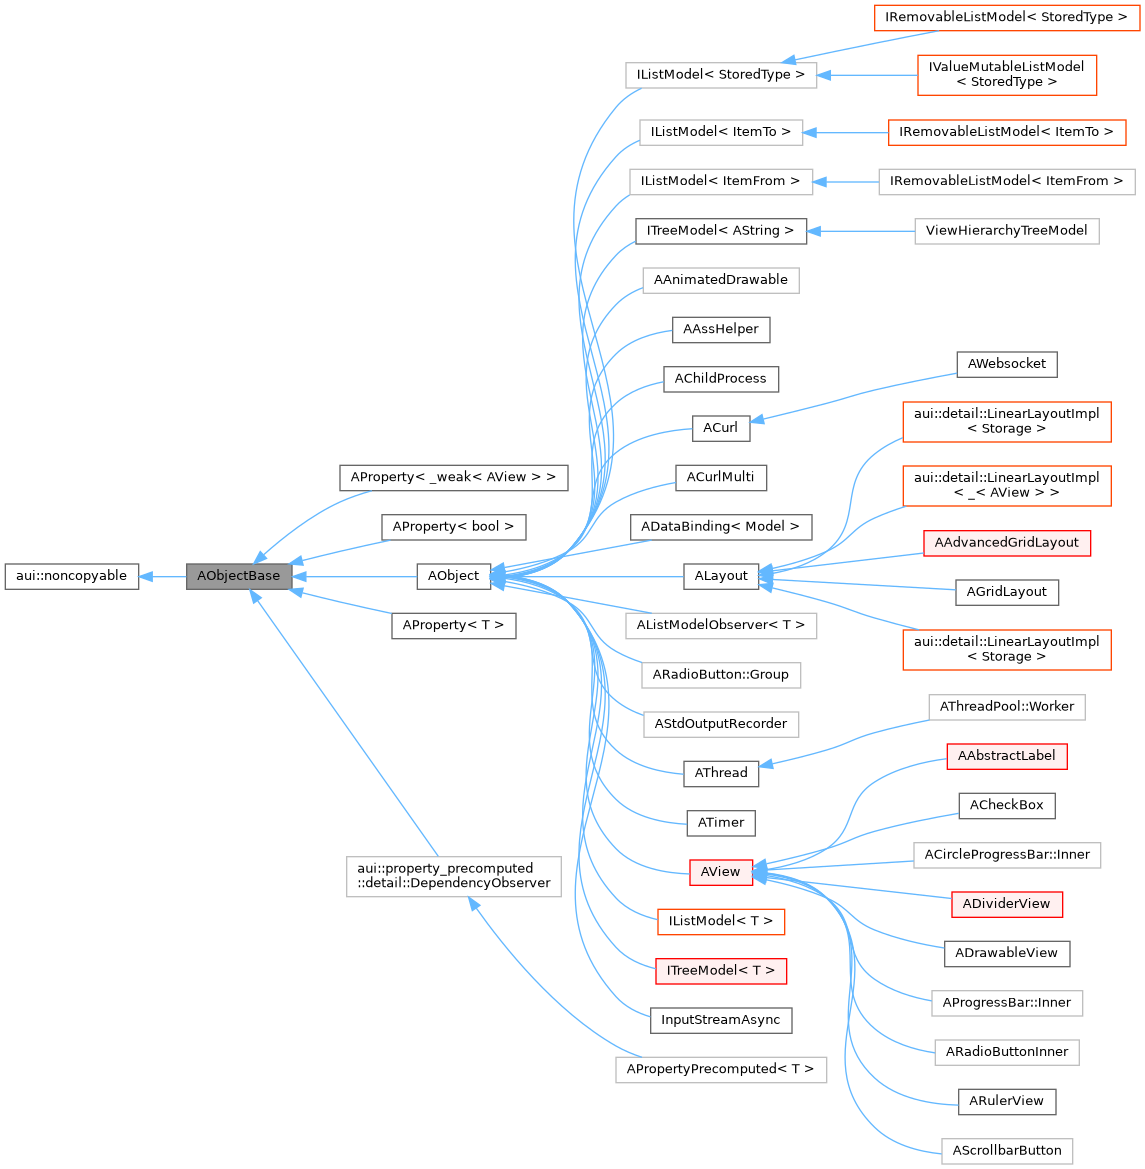 IRemovableListModel< StoredType >
IListModel< StoredType >
IValueMutableListModel
< StoredType >
IListModel< ItemTo >
IRemovableListModel< ItemTo >
IListModel< ItemFrom >
IRemovableListModel< ItemFrom >
ITreeModel< AString >
ViewHierarchyTreeModel
AAnimatedDrawable
AAssHelper
AChildProcess
AWebsocket
ACurl
aui::detail::LinearLayoutImpl
< Storage >
AProperty< _weak< AView > >
ACurlMulti
aui::detail::LinearLayoutImpl
< _< AView > >
AProperty< bool >
ADataBinding< Model >
AAdvancedGridLayout
aui::noncopyable
AObjectBase
AObject
ALayout
AGridLayout
AProperty< T >
AListModelObserver< T >
aui::detail::LinearLayoutImpl
< Storage >
ARadioButton::Group
AThreadPool::Worker
AStdOutputRecorder
AAbstractLabel
AThread
ACheckBox
ATimer
ACircleProgressBar::Inner
aui::property_precomputed
::detail::DependencyObserver
AView
ADividerView
IListModel< T >
ADrawableView
ITreeModel< T >
AProgressBar::Inner
InputStreamAsync
ARadioButtonInner
APropertyPrecomputed< T >
ARulerView
AScrollbarButton